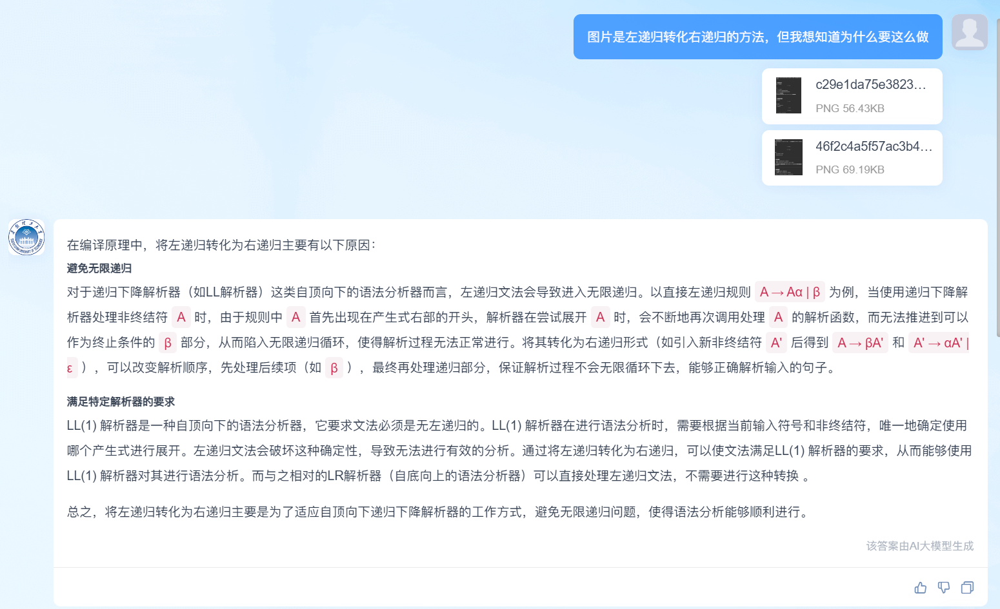 图片是左递归转化右递归的方法，但我想知道为什么要这么做
c29e1da75e3823...
PNG 56.43KB
46f2c4a5f57ac3b4...
PNG 69.19KB
在编译原理中，将左递归转化为右递归主要有以下原因：
避免无限递归
对于递归下降解析器（如LL解析器）这类自顶向下的语法分析器而言，左递归文法会导致进入无限递归。以直接左递归规则 A → Aα | β 为例，当使用递归下降解
析器处理非终结符 A 时，由于规则中 A 首先出现在产生式右部的开头，解析器在尝试展开 A 时，会不断地再次调用处理 A 的解析函数，而无法推进到可以
作为终止条件的 β 部分，从而陷入无限递归循环，使得解析过程无法正常进行。将其转化为右递归形式（如引入新非终结符 A' 后得到 A → βA' 和 A' → αA' |
ε ），可以改变解析顺序，先处理后续项（如 β ），最终再处理递归部分，保证解析过程不会无限循环下去，能够正确解析输入的句子。
满足特定解析器的要求
LL(1) 解析器是一种自顶向下的语法分析器，它要求文法必须是无左递归的。LL(1) 解析器在进行语法分析时，需要根据当前输入符号和非终结符，唯一地确定使用
哪个产生式进行展开。左递归文法会破坏这种确定性，导致无法进行有效的分析。通过将左递归转化为右递归，可以使文法满足LL(1) 解析器的要求，从而能够使用
LL(1) 解析器对其进行语法分析。而与之相对的LR解析器（自底向上的语法分析器）可以直接处理左递归文法，不需要进行这种转换 。
总之，将左递归转化为右递归主要是为了适应自顶向下递归下降解析器的工作方式，避免无限递归问题，使得语法分析能够顺利进行。
该答案由AI大模型生成